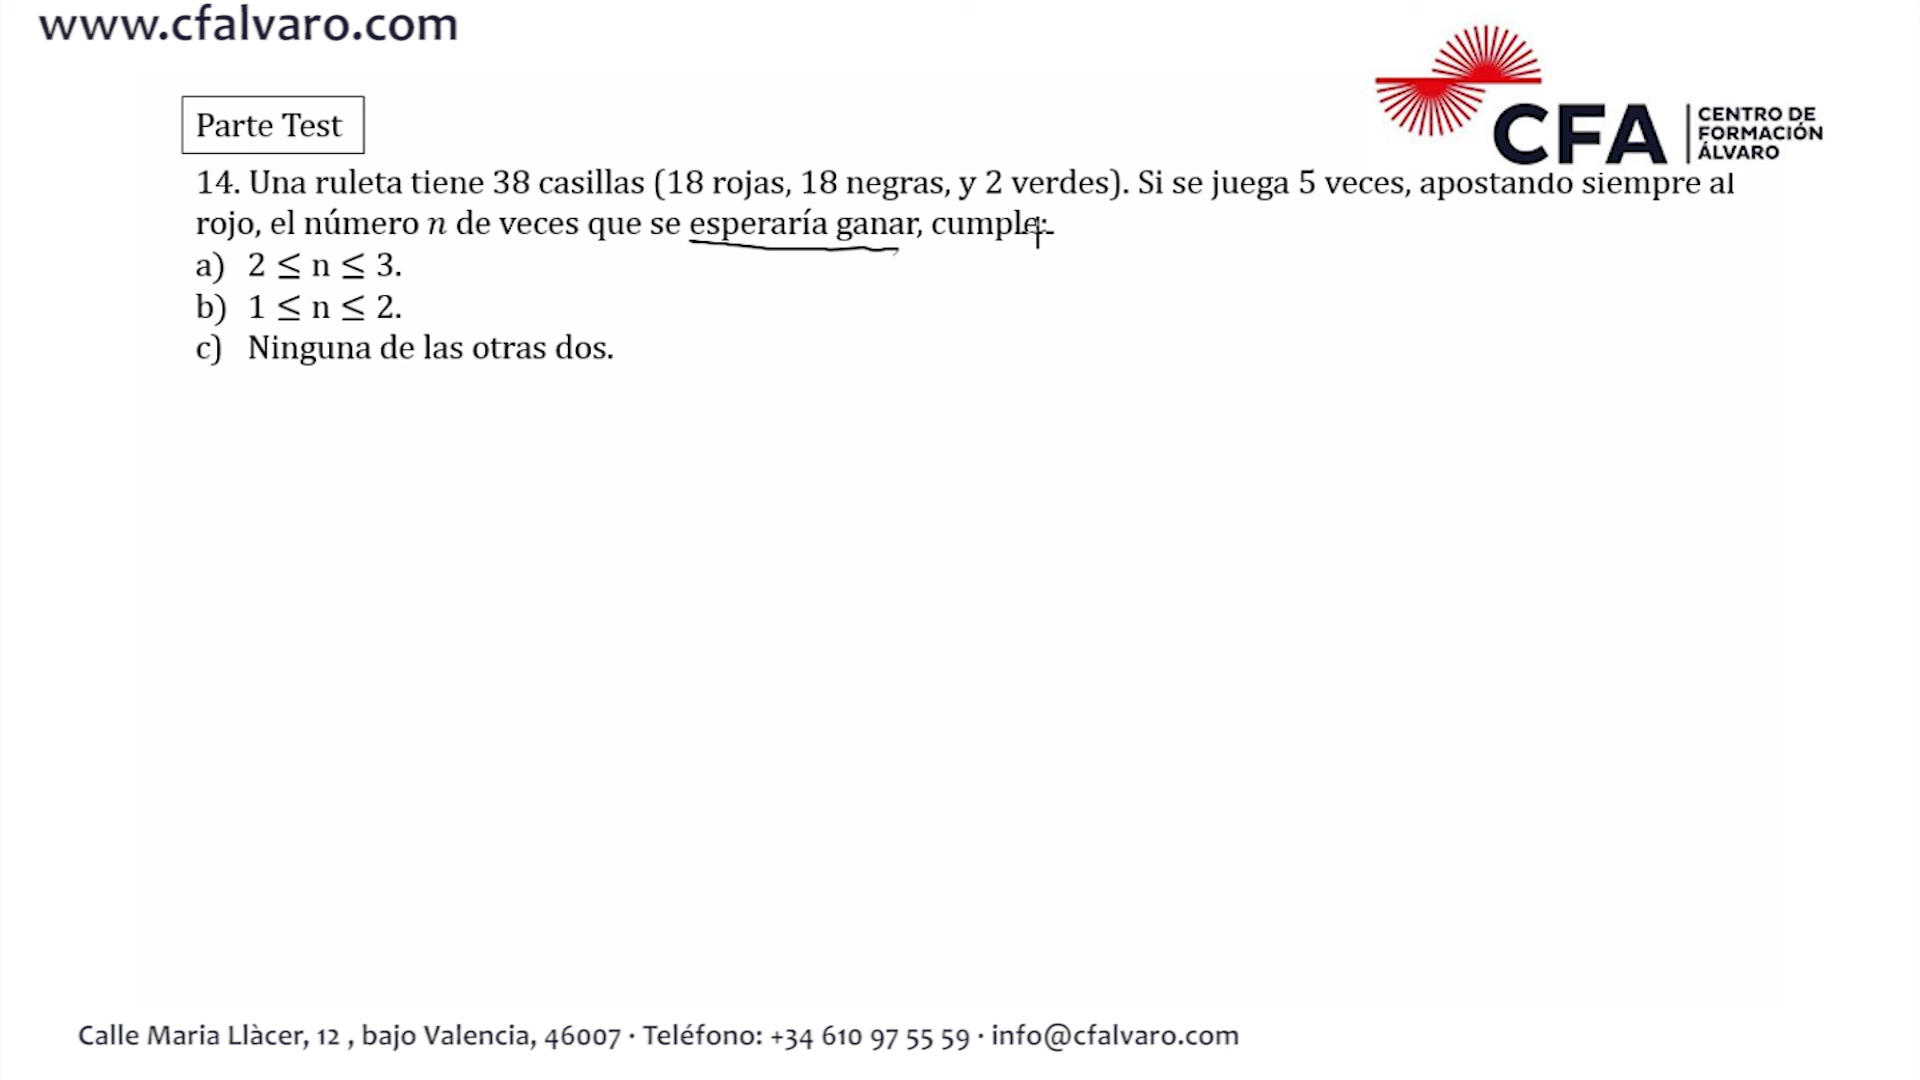 www.cfalvaro.com
CFA
CENTRO DE
FORMACIÓN
ÁLVARO
Parte Test
14. Una ruleta tiene 38 casillas (18 rojas, 18 negras, y 2 verdes). Si se juega 5 veces, apostando siempre al
rojo, el número n de veces que se esperaría ganar, cumple:
a) 2 ≤ n ≤ 3.
b) 1 ≤ n ≤ 2.
c) Ninguna de las otras dos.
Calle Maria Llàcer, 12 , bajo Valencia, 46007 · Teléfono: +34 610 97 55 59 · info@cfalvaro.com